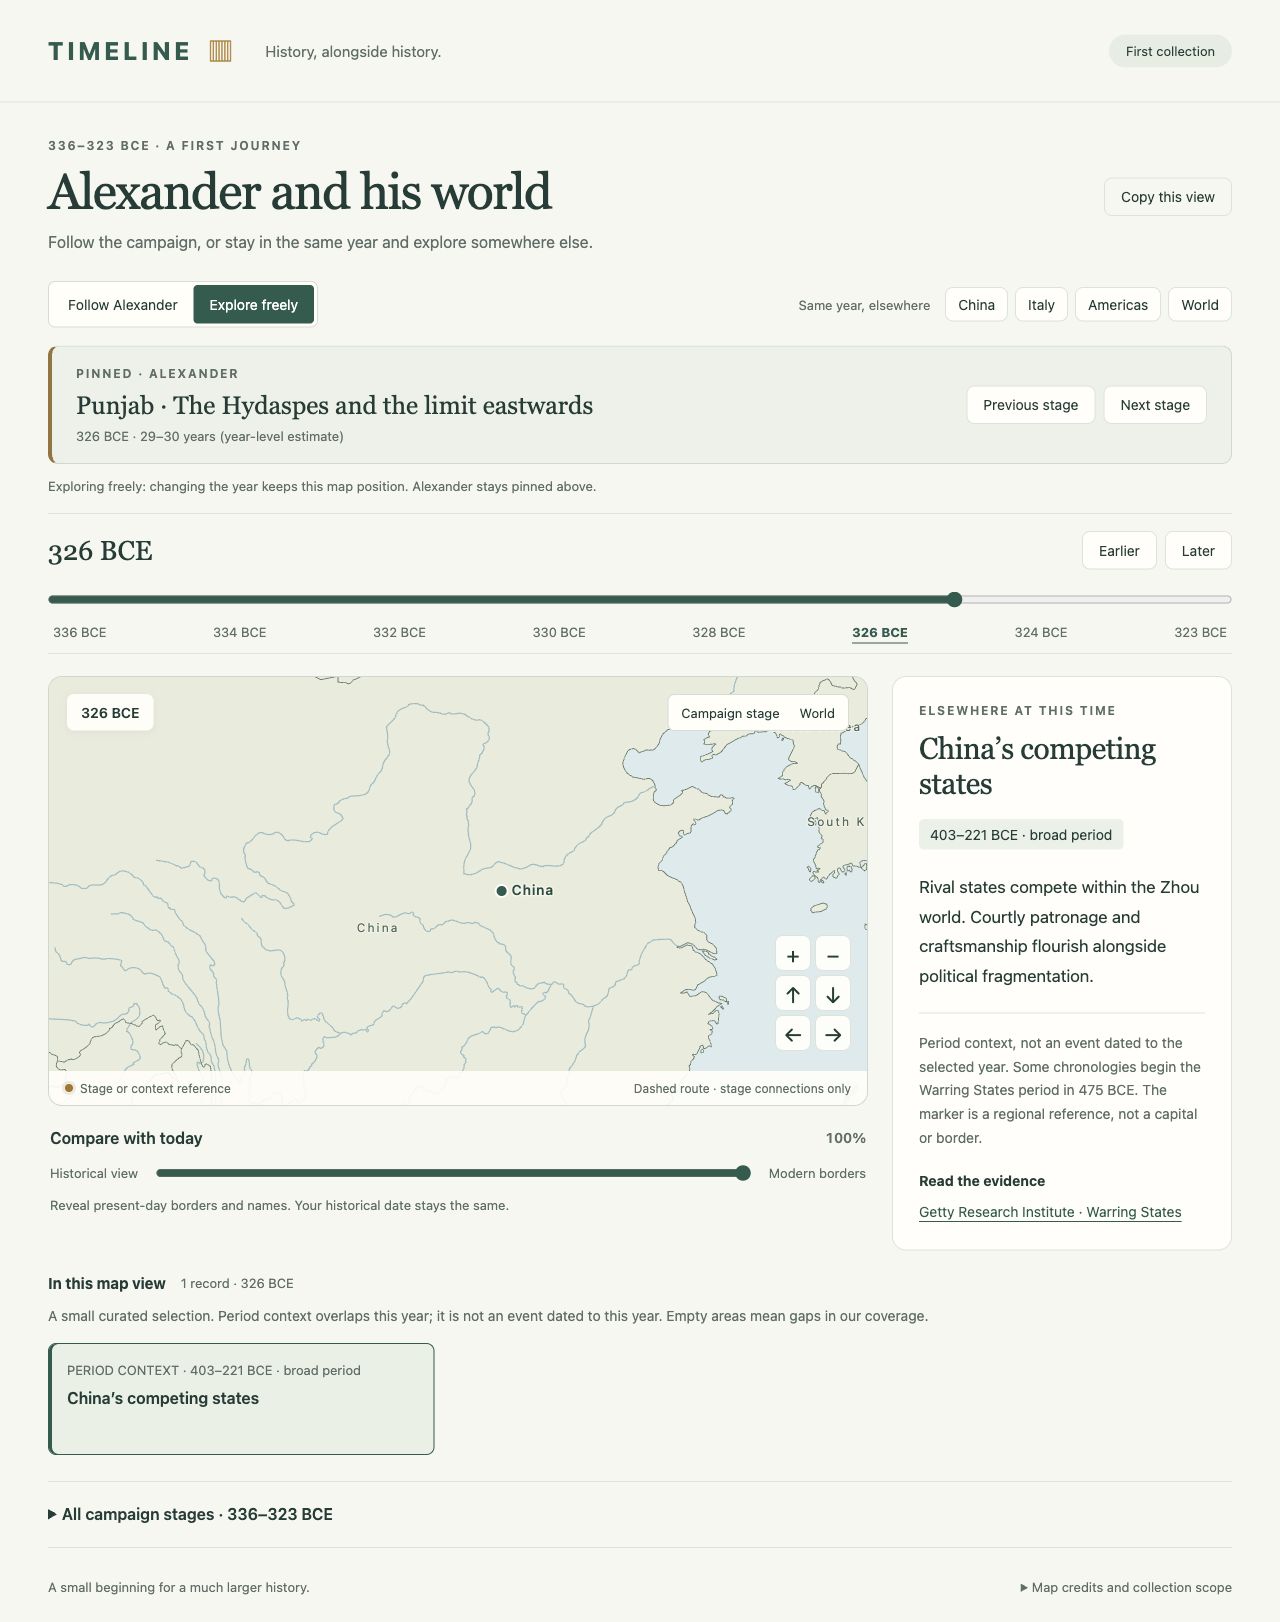 TIMELINE
History, alongside history.
First collection
336–323 BCE · A FIRST JOURNEY
Alexander and his world
Copy this view
Follow the campaign, or stay in the same year and explore somewhere else.
Follow Alexander
Explore freely
Same year, elsewhere
China
Italy
Americas
World
PINNED · ALEXANDER
Punjab · The Hydaspes and the limit eastwards
326 BCE · 29–30 years (year-level estimate)
Previous stage
Next stage
Exploring freely: changing the year keeps this map position. Alexander stays pinned above.
326 BCE
Earlier
Later
336 BCE
334 BCE
332 BCE
330 BCE
328 BCE
326 BCE
324 BCE
323 BCE
326 BCE
Campaign stage
World
ea
South K
China
China
+
−
↑
↓
←
→
Stage or context reference
Dashed route · stage connections only
Compare with today
100%
Historical view
Modern borders
Reveal present-day borders and names. Your historical date stays the same.
ELSEWHERE AT THIS TIME
China’s competing
states
403–221 BCE · broad period
Rival states compete within the Zhou
world. Courtly patronage and
craftsmanship flourish alongside
political fragmentation.
Period context, not an event dated to the
selected year. Some chronologies begin the
Warring States period in 475 BCE. The
marker is a regional reference, not a capital
or border.
Read the evidence
Getty Research Institute · Warring States
In this map view
1 record · 326 BCE
A small curated selection. Period context overlaps this year; it is not an event dated to this year. Empty areas mean gaps in our coverage.
PERIOD CONTEXT · 403–221 BCE · broad period
China’s competing states
All campaign stages · 336–323 BCE
A small beginning for a much larger history.
Map credits and collection scope